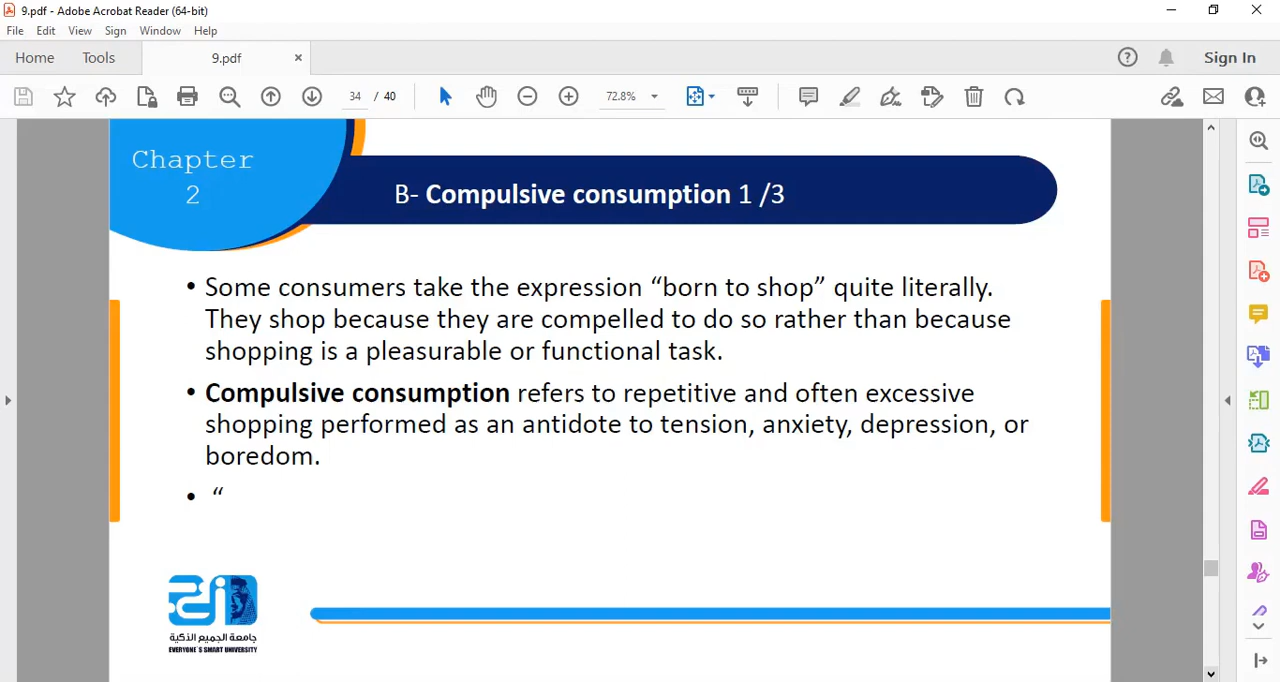 9.pdf - Adobe Acrobat Reader (64-bit)
File Edit View Sign Window Help
Home Tools 9.pdf × Sign In
34 / 40 72.8%
Chapter
2
B- Compulsive consumption 1 /3
• Some consumers take the expression “born to shop” quite literally.
They shop because they are compelled to do so rather than because
shopping is a pleasurable or functional task.
• Compulsive consumption refers to repetitive and often excessive
shopping performed as an antidote to tension, anxiety, depression, or
boredom.
• “
جامعة الجميع الذكية
EVERYONE`S SMART UNIVERSITY